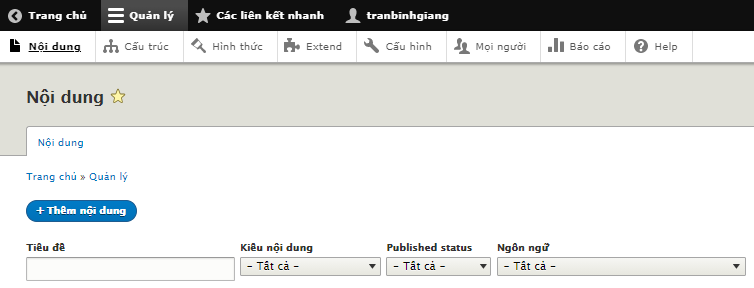 Trang chủ Quản lý Các liên kết nhanh tranbinhgiang
Nội dung Cấu trúc Hình thức Extend Cấu hình Mọi người Báo cáo Help
Nội dung
Nội dung
Trang chủ » Quản lý
+ Thêm nội dung
Tiêu đề Kiểu nội dung Published status Ngôn ngữ
- Tất cả - - Tất cả - - Tất cả -